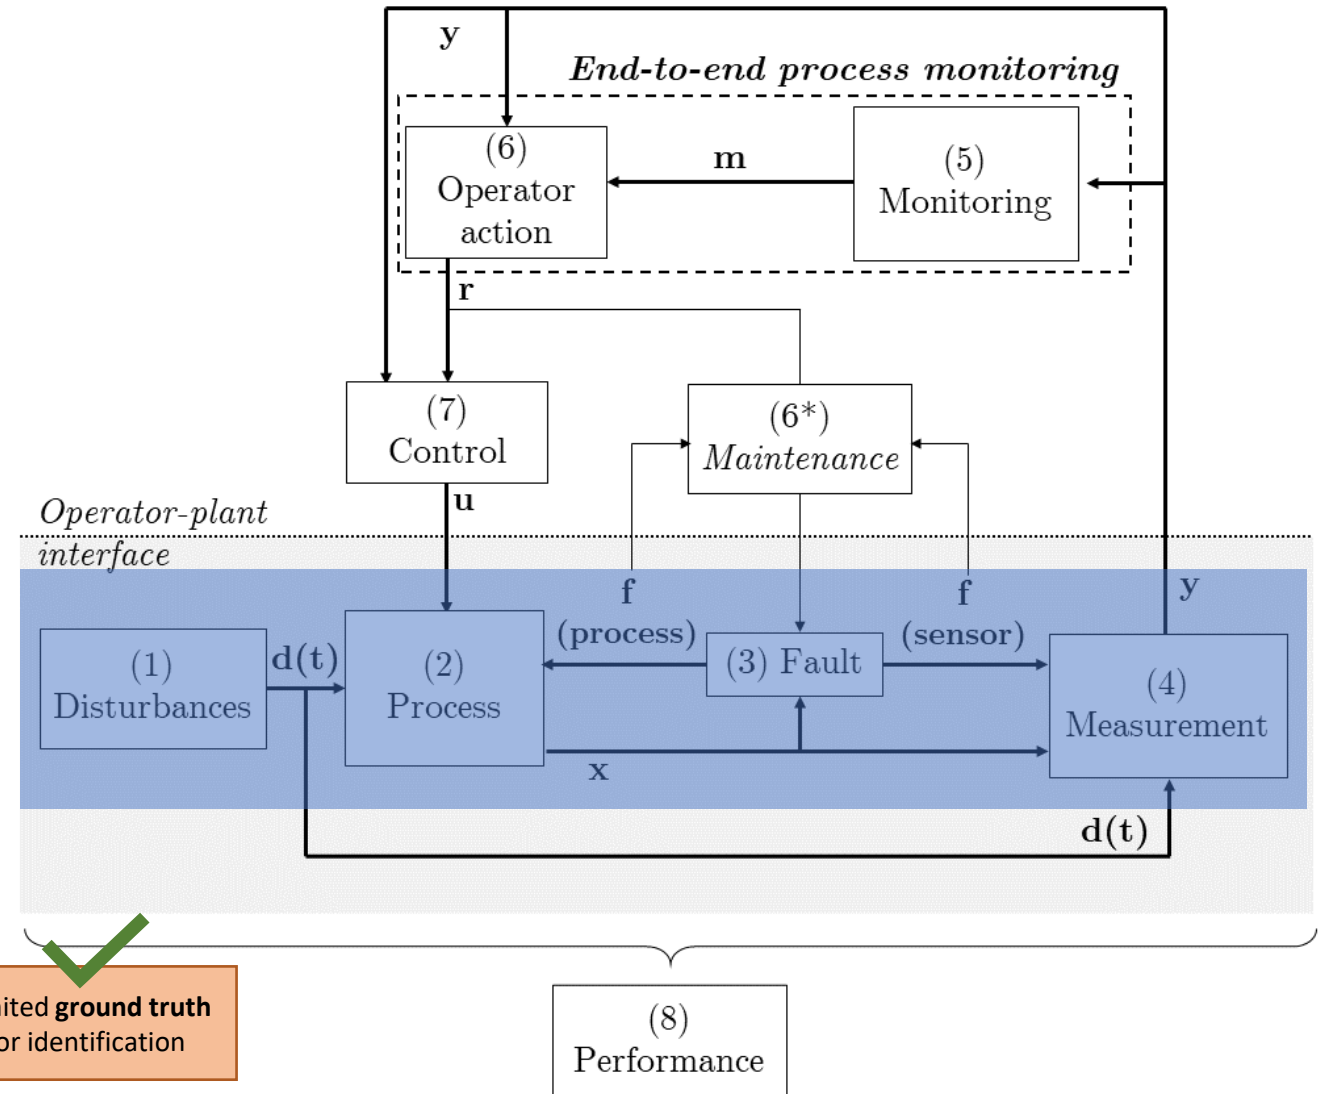 y
End-to-end process monitoring
(6)
Operator
action
m
(5)
Monitoring
r
(7)
Control
(6*)
Maintenance
u
Operator-plant
interface
f
(process)
f
(sensor)
y
(1)
Disturbances
d(t)
(2)
Process
(3) Fault
(4)
Measurement
x
d(t)
ground truth
identification
(8)
Performance